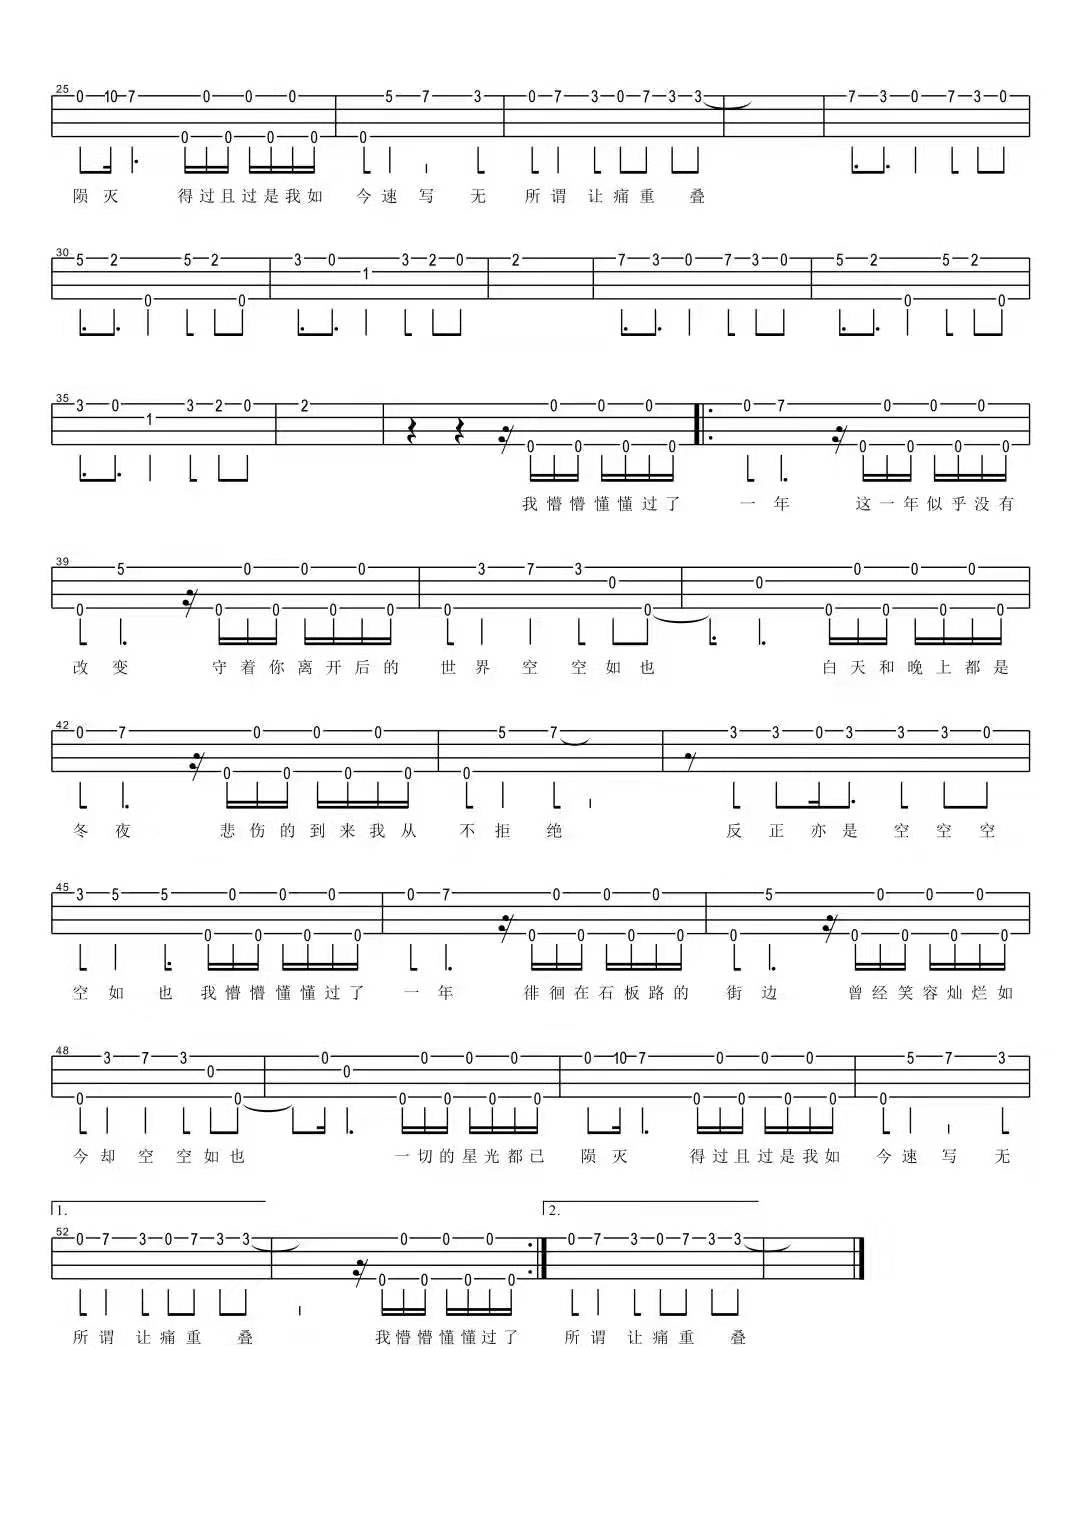 25
0 10 7 0 0 0 0 0 0 0 0 5 7 3 0 7 3 0 7 3 3 7 3 0 7 3 0
陨灭 得过且过是我如 今速写 无 所谓 让痛重 叠
30
5 2 0 5 2 0 3 0 1 3 2 0 2 7 3 0 7 3 0 5 2 0 5 2 0
35
3 0 1 3 2 0 2 0 0 0 0 0 0 0 0 7 0 0 0 0 0 0 0
我懵懵懂懂过了 一年 这一年似乎没有
39
0 5 0 0 0 0 0 0 0 0 3 7 3 0 0 0 0 0 0 0 0 0 0
改变 守着你离开后的 世界 空 空如也 白天和晚上都是
42
0 7 0 0 0 0 0 0 0 0 5 7 3 3 0 3 3 3 0
冬夜 悲伤的到来我从 不拒绝 反正亦是 空空空
45
3 5 5 0 0 0 0 0 0 0 0 7 0 0 0 0 0 0 0 0 5 0 0 0 0 0 0 0
空如 也 我懵懵懂懂过了 一年 徘徊在石板路的 街边 曾经笑容灿烂如
48
0 3 7 3 0 0 0 0 0 0 0 0 0 0 0 0 10 7 0 0 0 0 0 0 0 0 5 7 3
今却空空如也 一切的星光都已 陨灭 得过且过是我如 今速写 无
1. 2.
52
0 7 3 0 7 3 3 0 0 0 0 0 0 0 0 7 3 0 7 3 3
所谓 让痛重 叠 我懵懵懂懂过了 所谓 让痛重 叠